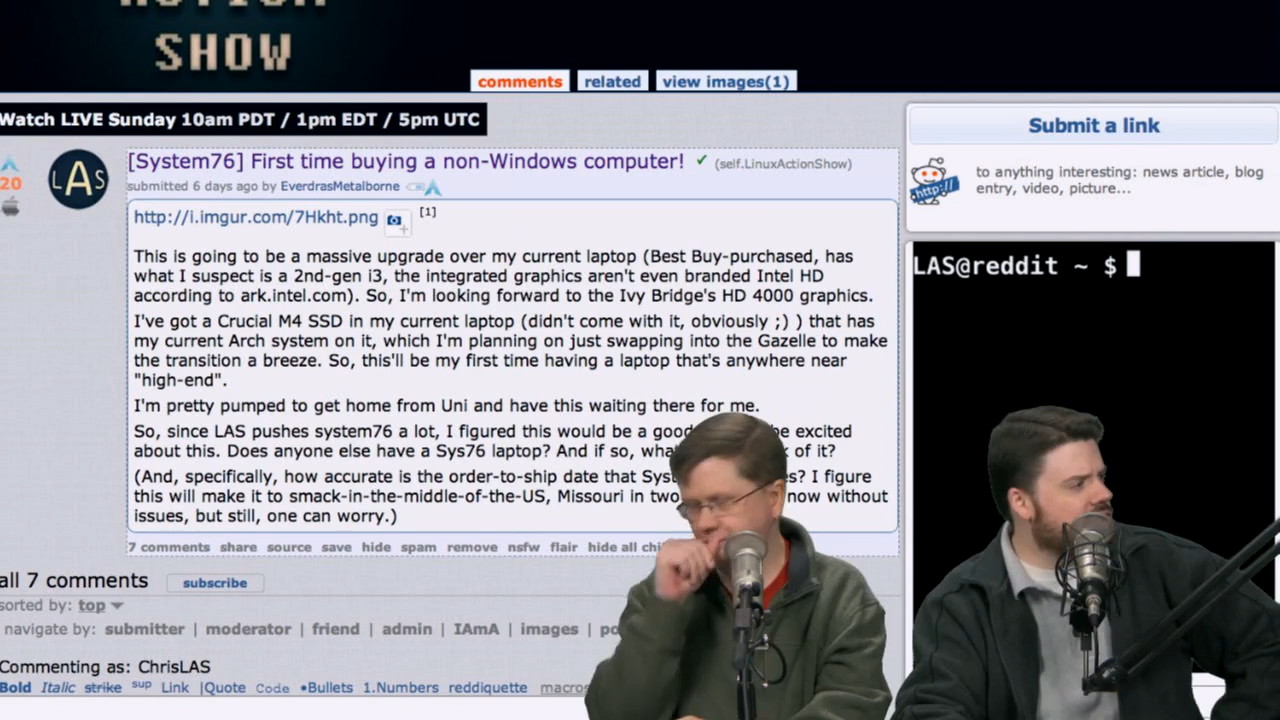 SHOW
comments related view images(1)
Watch LIVE Sunday 10am PDT / 1pm EDT / 5pm UTC
Submit a link
to anything interesting: news article, blog
entry, video, picture...
http://
20
LAS
[System76] First time buying a non-Windows computer! ✔ (self.LinuxActionShow)
submitted 6 days ago by EverdrasMetalborne
http://i.imgur.com/7Hkht.png [1]
This is going to be a massive upgrade over my current laptop (Best Buy-purchased, has
what I suspect is a 2nd-gen i3, the integrated graphics aren't even branded Intel HD
according to ark.intel.com). So, I'm looking forward to the Ivy Bridge's HD 4000 graphics.
I've got a Crucial M4 SSD in my current laptop (didn't come with it, obviously ;) ) that has
my current Arch system on it, which I'm planning on just swapping into the Gazelle to make
the transition a breeze. So, this'll be my first time having a laptop that's anywhere near
"high-end".
I'm pretty pumped to get home from Uni and have this waiting there for me.
So, since LAS pushes system76 a lot, I figured this would be a good be excited
about this. Does anyone else have a Sys76 laptop? And if so, of it?
(And, specifically, how accurate is the order-to-ship date that ? I figure
this will make it to smack-in-the-middle-of-the-US, Missouri in two now without
issues, but still, one can worry.)
7 comments share source save hide spam remove nsfw flair hide all
LAS@reddit ~ $
all 7 comments subscribe
sorted by: top
navigate by: submitter | moderator | friend | admin | IAmA | images |
Commenting as: ChrisLAS
Bold Italic strike sup Link |Quote Code •Bullets 1.Numbers reddiquette macros